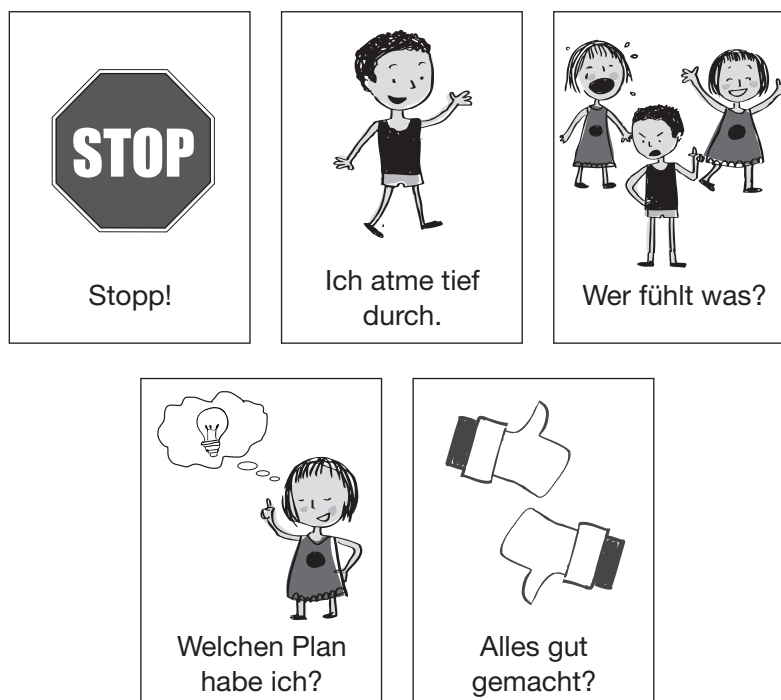 STOP
Stopp!
Ich atme tief
durch.
Wer fühlt was?
Welchen Plan
habe ich?
Alles gut
gemacht?